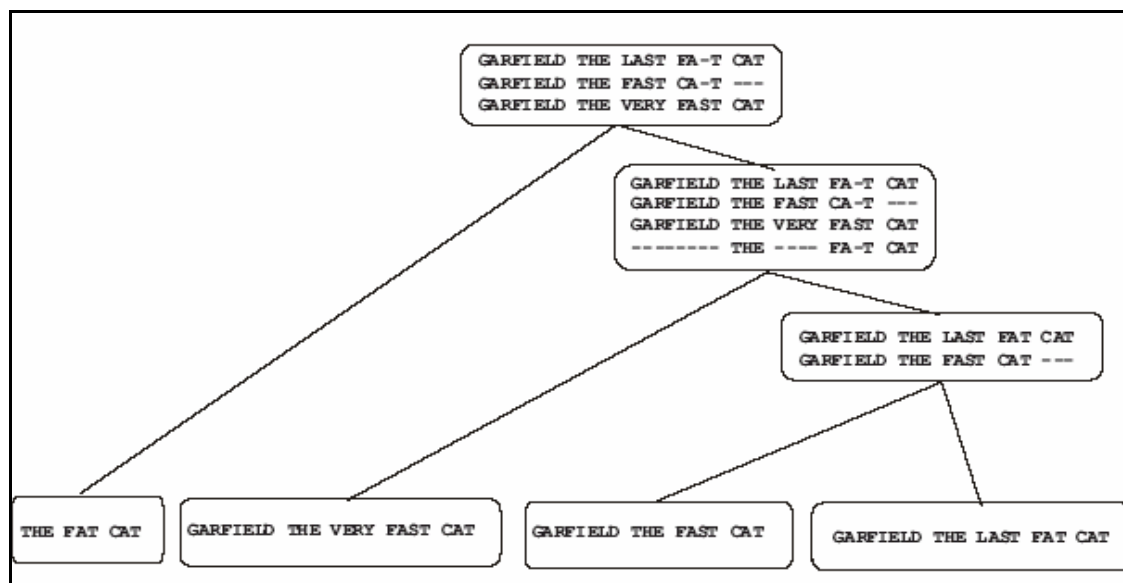 GARFIELD THE LAST FA-T CAT
GARFIELD THE FAST CA-T ---
GARFIELD THE VERY FAST CAT
GARFIELD THE LAST FA-T CAT
GARFIELD THE FAST CA-T ---
GARFIELD THE VERY FAST CAT
-------- THE ---- FA-T CAT
GARFIELD THE LAST FAT CAT
GARFIELD THE FAST CAT ---
THE FAT CAT
GARFIELD THE VERY FAST CAT
GARFIELD THE FAST CAT
GARFIELD THE LAST FAT CAT